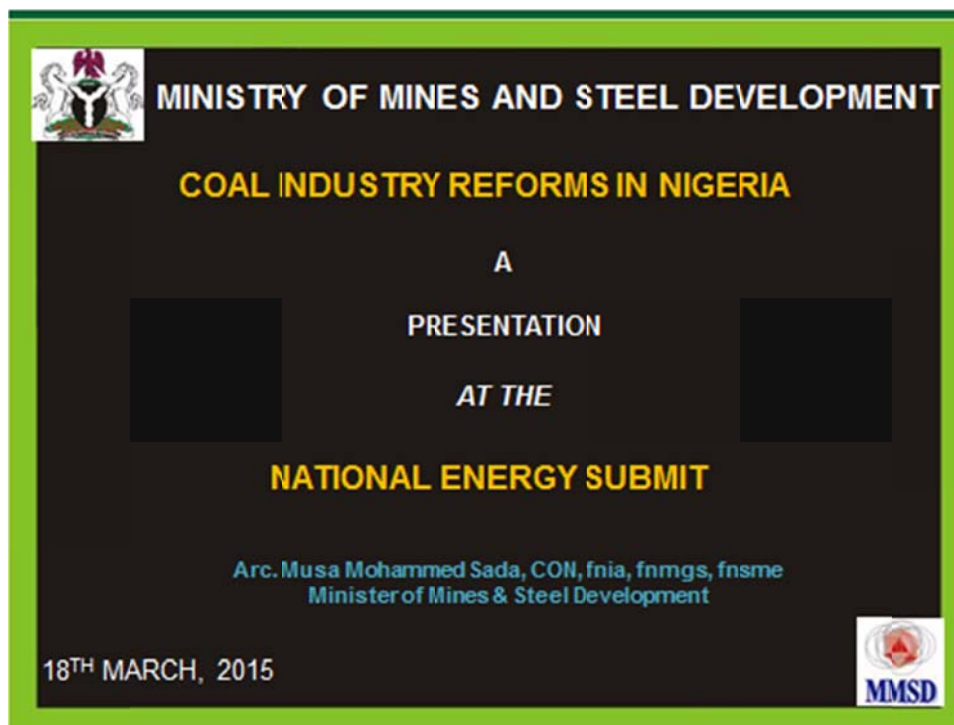 MINISTRY OF MINES AND STEEL DEVELOPMENT
COAL INDUSTRY REFORMS IN NIGERIA
A
PRESENTATION
AT THE
NATIONAL ENERGY SUBMIT
Arc. Musa Mohammed Sada, CON, fnia, fnmgs, fnsme
Minister of Mines & Steel Development
18TH MARCH, 2015
MMSD